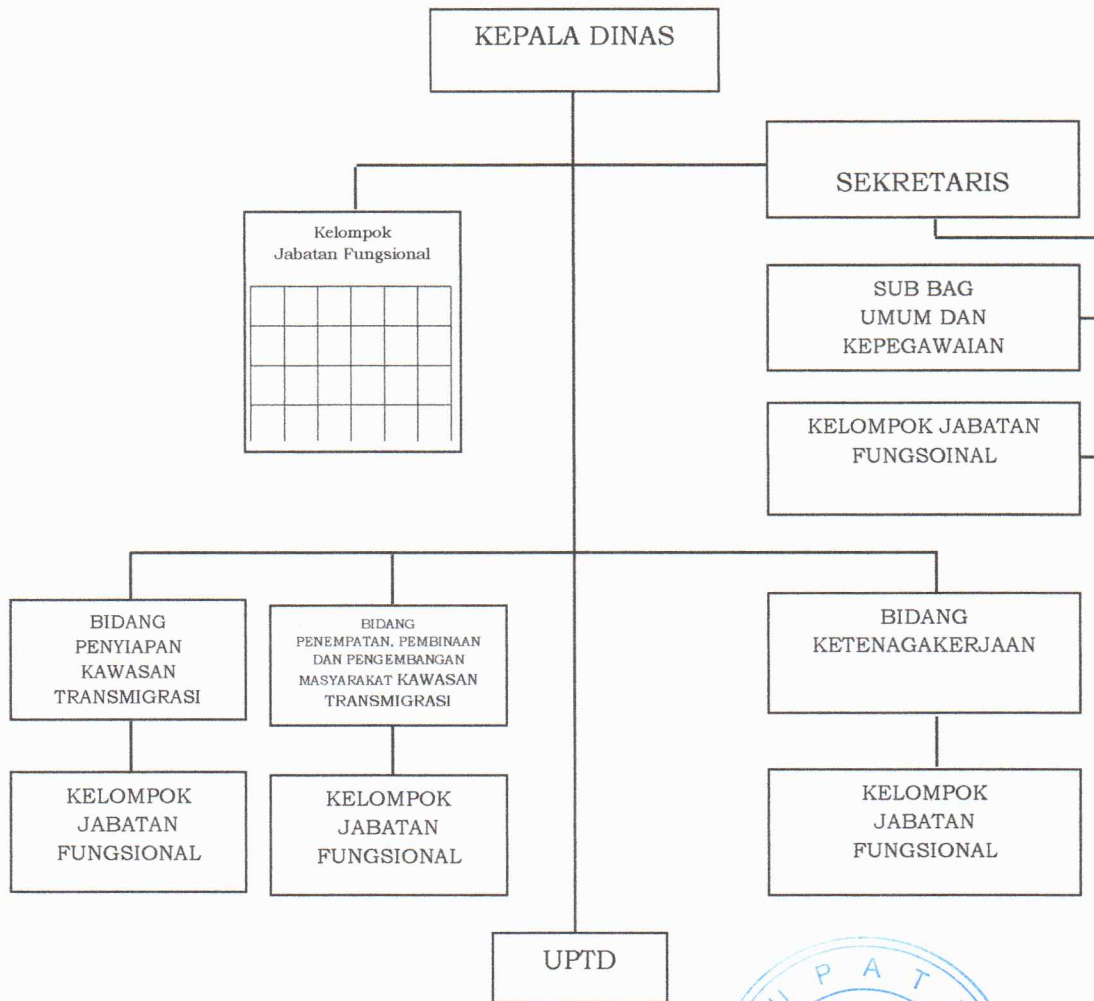 KEPALA DINAS
SEKRETARIS
Kelompok
Jabatan Fungsional
SUB BAG
UMUM DAN
KEPEGAWAIAN
KELOMPOK JABATAN
FUNGSOINAL
BIDANG
PENYIAPAN
KAWASAN
TRANSMIGRASI
BIDANG
PENEMPATAN, PEMBINAAN
DAN PENGEMBANGAN
MASYARAKAT KAWASAN
TRANSMIGRASI
BIDANG
KETENAGAKERJAAN
KELOMPOK
JABATAN
FUNGSIONAL
KELOMPOK
JABATAN
FUNGSIONAL
KELOMPOK
JABATAN
FUNGSIONAL
UPTD
UPAT